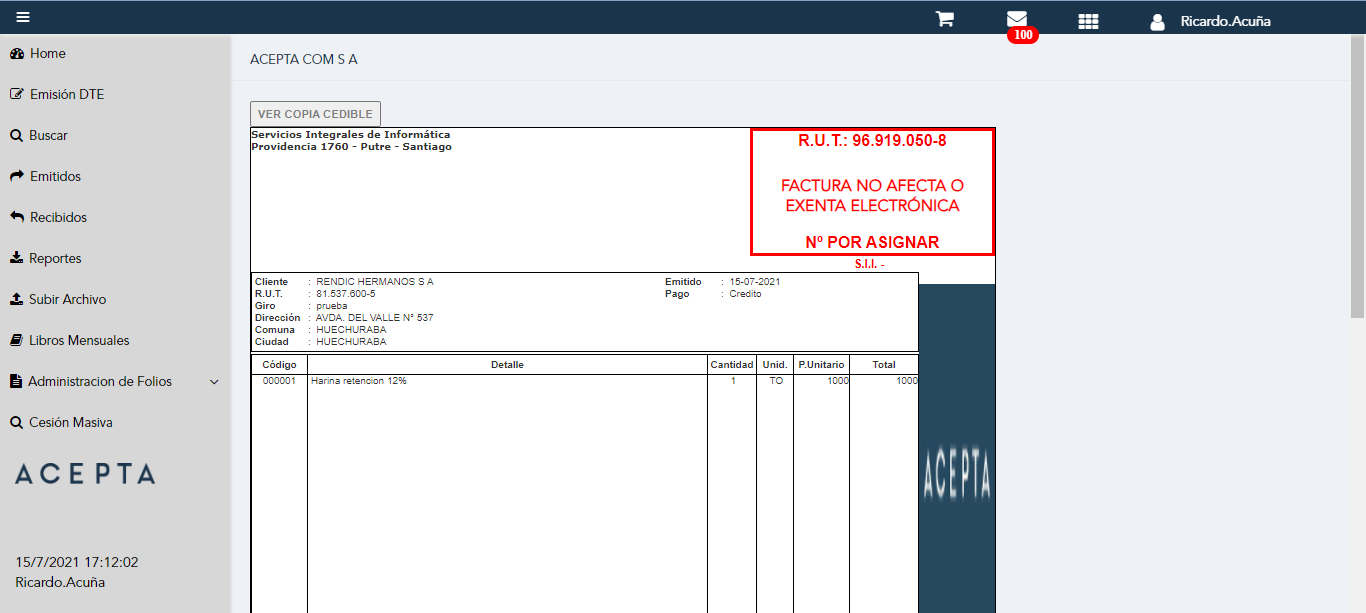 100
Ricardo.Acuña
Home
Emisión DTE
Buscar
Emitidos
Recibidos
Reportes
Subir Archivo
Libros Mensuales
Administracion de Folios
Cesión Masiva
ACEPTA
15/7/2021 17:12:02
Ricardo.Acuña
ACEPTA COM S A
VER COPIA CEDIBLE
Servicios Integrales de Informática
Providencia 1760 - Putre - Santiago
R.U.T.: 96.919.050-8
FACTURA NO AFECTA O
EXENTA ELECTRÓNICA
Nº POR ASIGNAR
S.I.I. -
Cliente : RENDIC HERMANOS S A Emitido : 15-07-2021
R.U.T. : 81.537.600-5 Pago : Credito
Giro : prueba
Dirección : AVDA. DEL VALLE N° 537
Comuna : HUECHURABA
Ciudad : HUECHURABA
Código Detalle Cantidad Unid. P.Unitario Total
000001 Harina retencion 12% 1 TO 1000 1000
ACEPTA